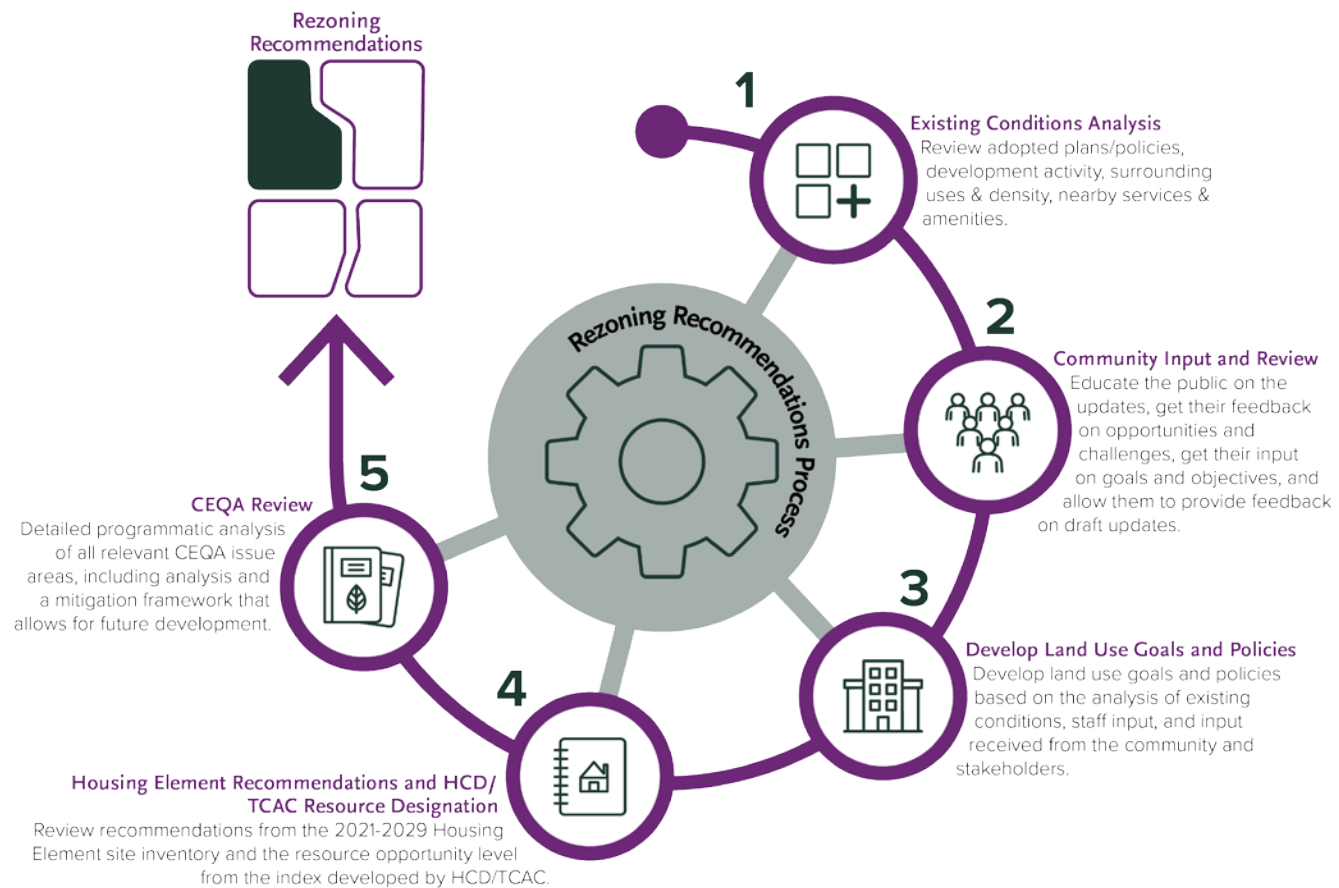 Rezoning
Recommendations
1
Existing Conditions Analysis
Review adopted plans/policies,
development activity, surrounding
uses & density, nearby services &
amenities.
2
Community Input and Review
Educate the public on the
updates, get their feedback
on opportunities and
challenges, get their input
on goals and objectives, and
allow them to provide feedback
on draft updates.
Rezoning Recommendations Process
3
Develop Land Use Goals and Policies
Develop land use goals and policies
based on the analysis of existing
conditions, staff input, and input
received from the community and
stakeholders.
4
Housing Element Recommendations and HCD/
TCAC Resource Designation
Review recommendations from the 2021-2029 Housing
Element site inventory and the resource opportunity level
from the index developed by HCD/TCAC.
5
CEQA Review
Detailed programmatic analysis
of all relevant CEQA issue
areas, including analysis and
a mitigation framework that
allows for future development.